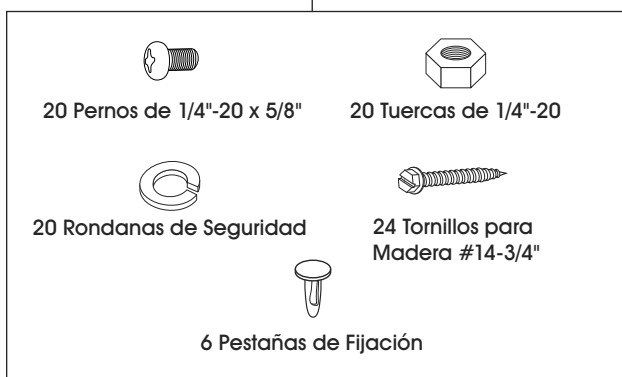 20 Pernos de 1/4"-20 x 5/8"
20 Tuercas de 1/4"-20
20 Rondanas de Seguridad
24 Tornillos para
Madera #14-3/4"
6 Pestañas de Fijación